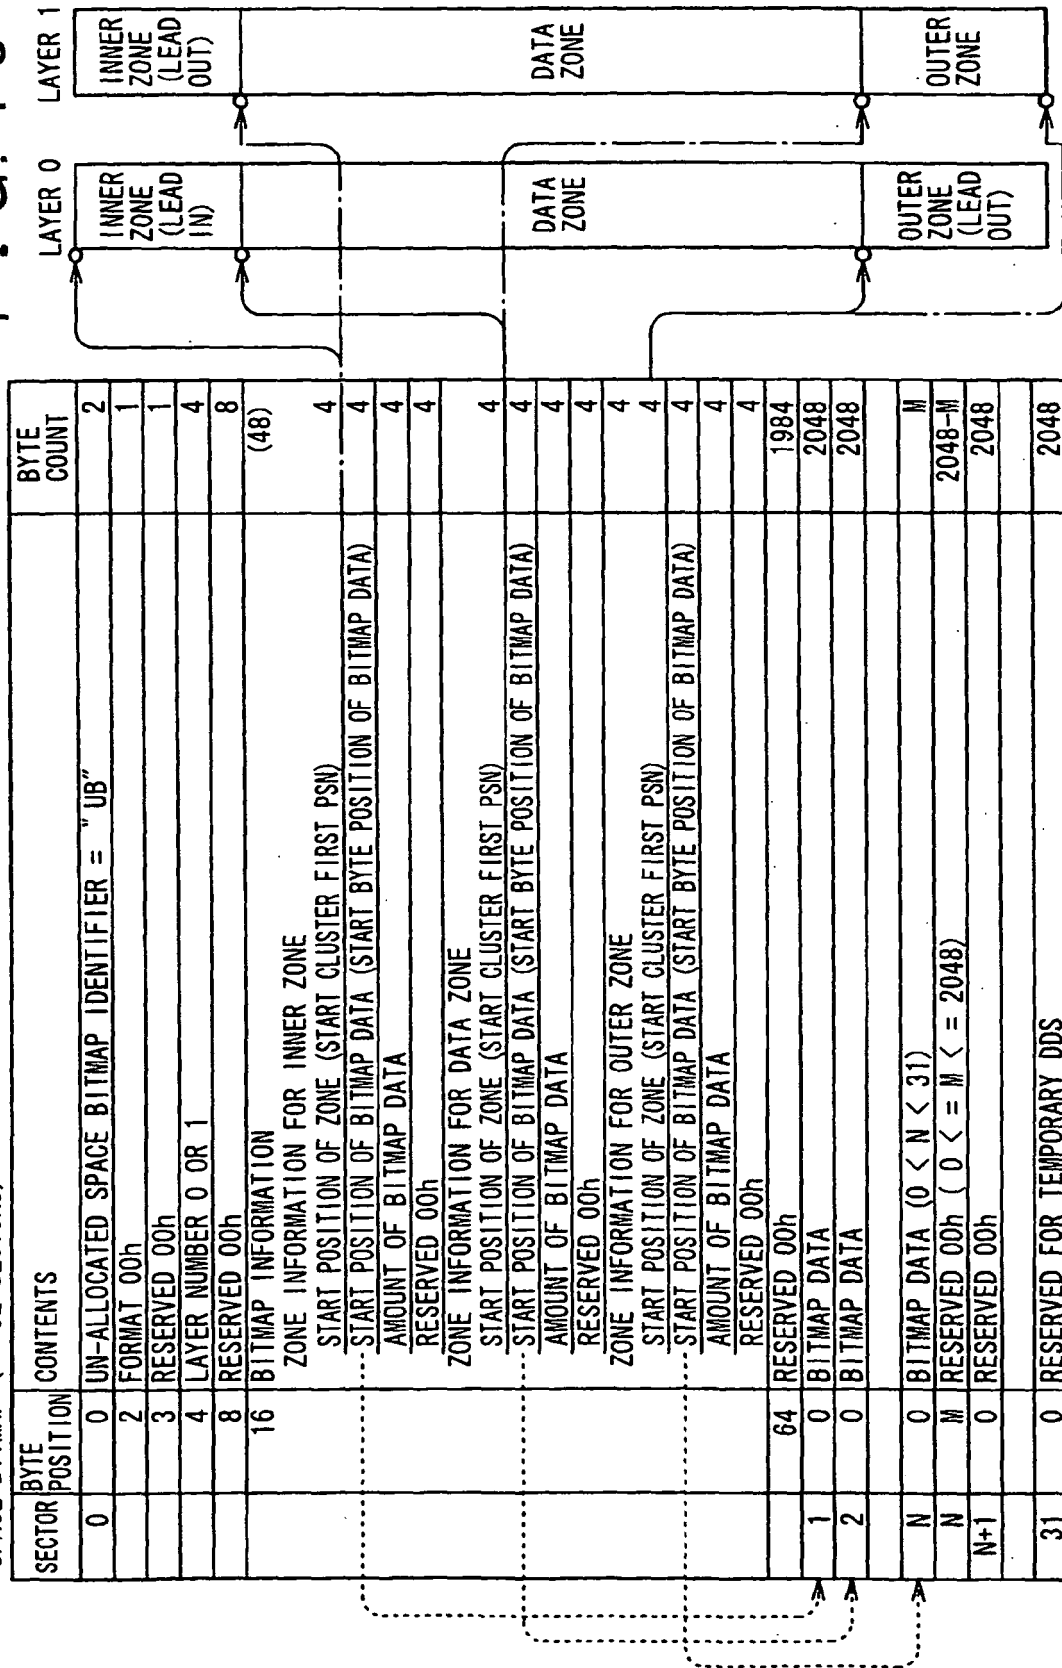 SECTOR BYTE POSITION CONTENTS BYTE COUNT
0 0 UN-ALLOCATED SPACE BITMAP IDENTIFIER = "UB" 2
2 FORMAT 00h 1
3 RESERVED 00h 1
4 LAYER NUMBER 0 OR 1 4
8 RESERVED 00h 8
16 BITMAP INFORMATION (48)
ZONE INFORMATION FOR INNER ZONE
START POSITION OF ZONE (START CLUSTER FIRST PSN) 4
START POSITION OF BITMAP DATA (START BYTE POSITION OF BITMAP DATA) 4
AMOUNT OF BITMAP DATA 4
RESERVED 00h 4
ZONE INFORMATION FOR DATA ZONE
START POSITION OF ZONE (START CLUSTER FIRST PSN) 4
START POSITION OF BITMAP DATA (START BYTE POSITION OF BITMAP DATA) 4
AMOUNT OF BITMAP DATA 4
RESERVED 00h 4
ZONE INFORMATION FOR OUTER ZONE 4
START POSITION OF ZONE (START CLUSTER FIRST PSN) 4
START POSITION OF BITMAP DATA (START BYTE POSITION OF BITMAP DATA) 4
AMOUNT OF BITMAP DATA 4
RESERVED 00h 4
64 RESERVED 00h 1984
1 0 BITMAP DATA 2048
2 0 BITMAP DATA 2048
N 0 BITMAP DATA (0 < N < 31) M
N M RESERVED 00h ( 0 < = M < = 2048) 2048-M
N+1 0 RESERVED 00h 2048
31 0 RESERVED FOR TEMPORARY DDS 2048
LAYER 0
INNER
ZONE
(LEAD
IN)
DATA
ZONE
OUTER
ZONE
(LEAD
OUT)
LAYER 1
INNER
ZONE
(LEAD
OUT)
DATA
ZONE
OUTER
ZONE